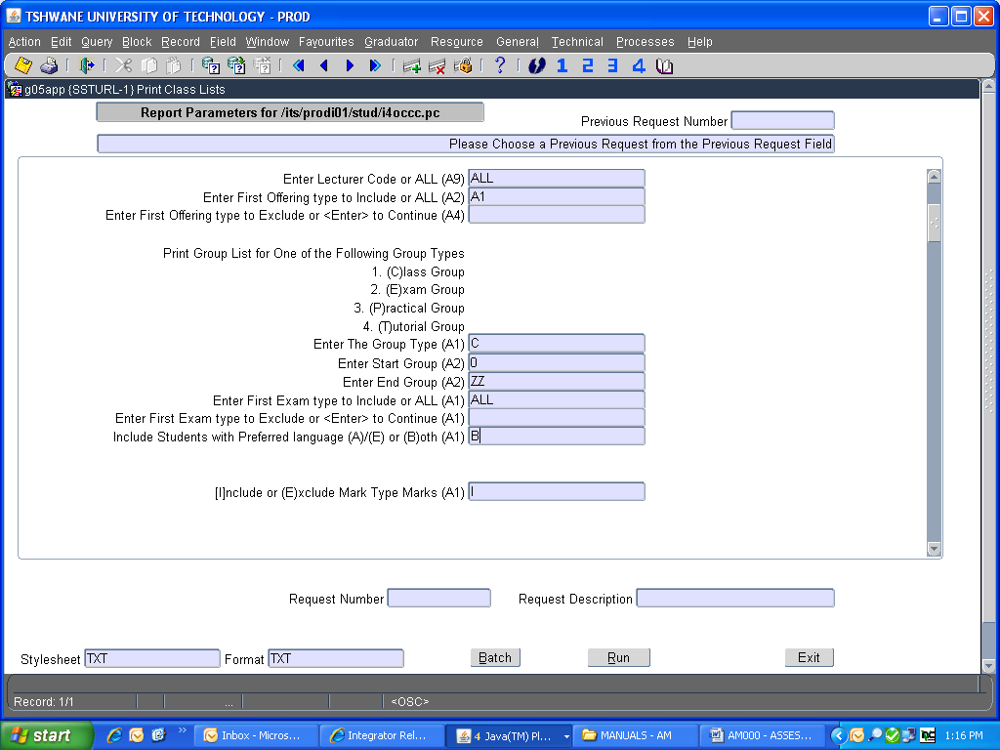 TSHWANE UNIVERSITY OF TECHNOLOGY - PROD
Action Edit Query Block Record Field Window Favourites Graduator Resource General Technical Processes Help
1 2 3 4
g05app {SSTURL-1} Print Class Lists
Report Parameters for /its/prodi01/stud/i4occc.pc
Previous Request Number
Please Choose a Previous Request from the Previous Request Field
Enter Lecturer Code or ALL (A9) ALL
Enter First Offering type to Include or ALL (A2) A1
Enter First Offering type to Exclude or <Enter> to Continue (A4)
Print Group List for One of the Following Group Types
1. (C)lass Group
2. (E)xam Group
3. (P)ractical Group
4. (T)utorial Group
Enter The Group Type (A1) C
Enter Start Group (A2) 0
Enter End Group (A2) ZZ
Enter First Exam type to Include or ALL (A1) ALL
Enter First Exam type to Exclude or <Enter> to Continue (A1)
Include Students with Preferred language (A)/(E) or (B)oth (A1) B
[I]nclude or (E)xclude Mark Type Marks (A1) I
Request Number Request Description
Stylesheet TXT Format TXT Batch Run Exit
Record: 1/1 ... <OSC>
start Inbox - Micros... Integrator Rel... 4 Java(TM) Pl... MANUALS - AM AM000 - ASSES... 1:16 PM